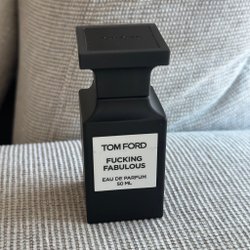 TOM FORD
FUCKING
FABULOUS
EAU DE PARFUM
50 ML